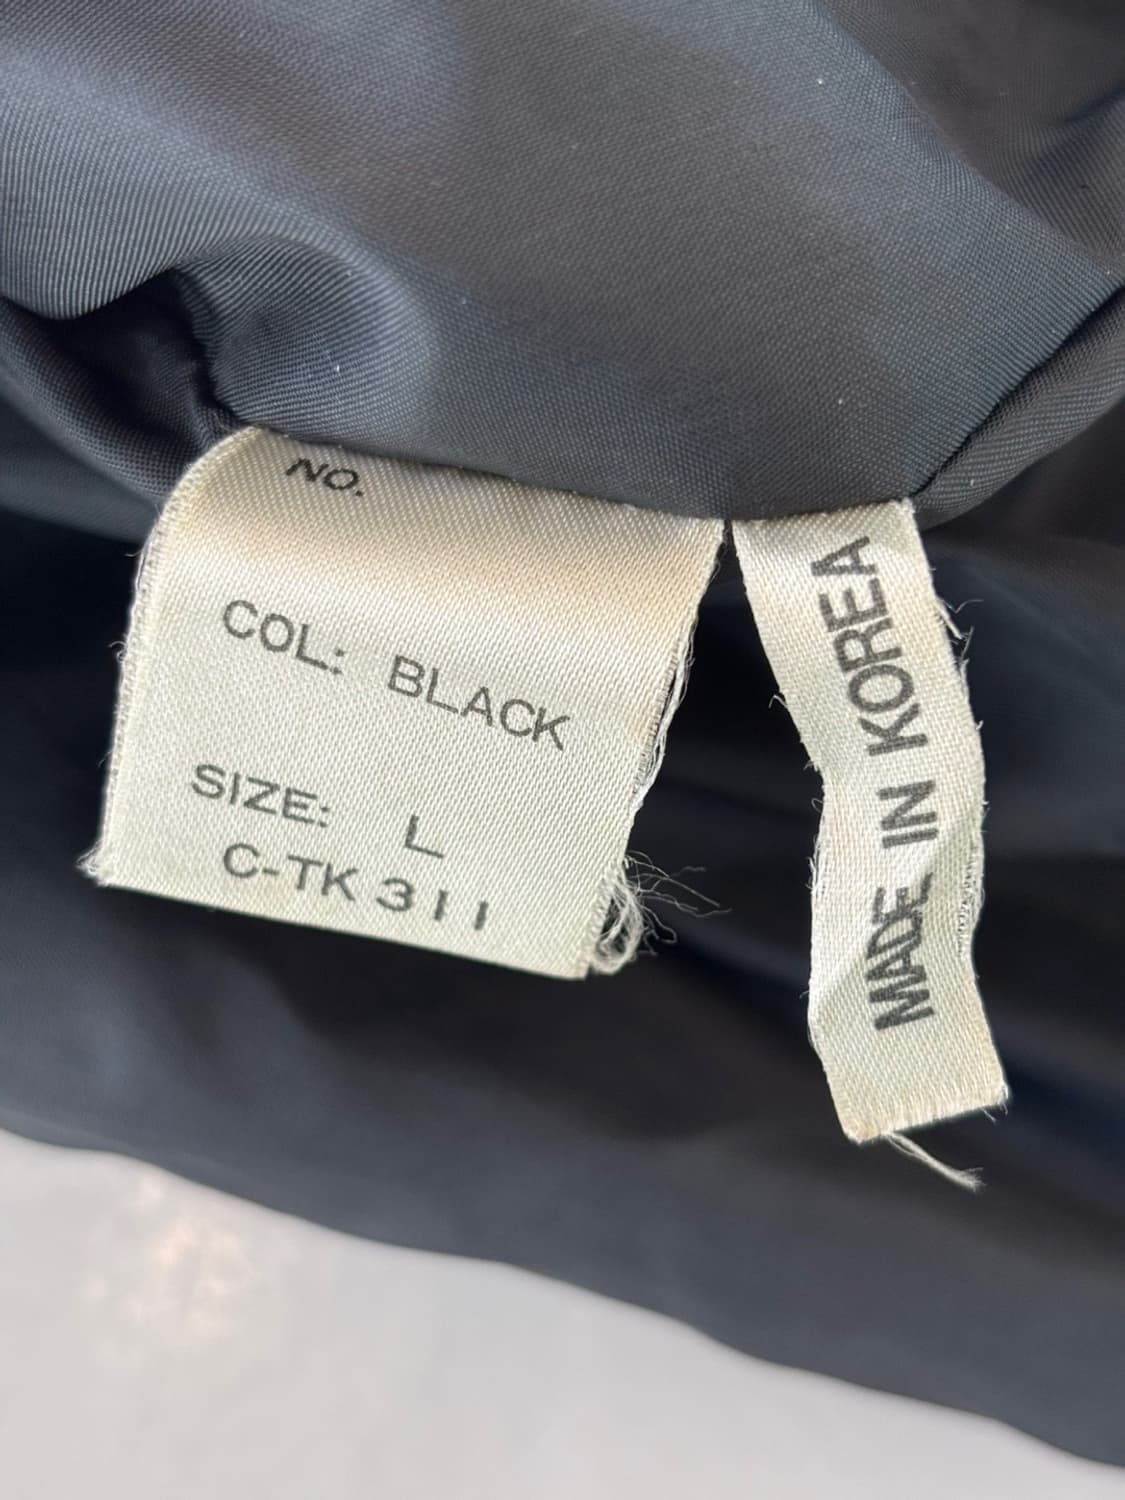 NO.
COL: BLACK
SIZE: L
C-TK 311
MADE IN KOREA